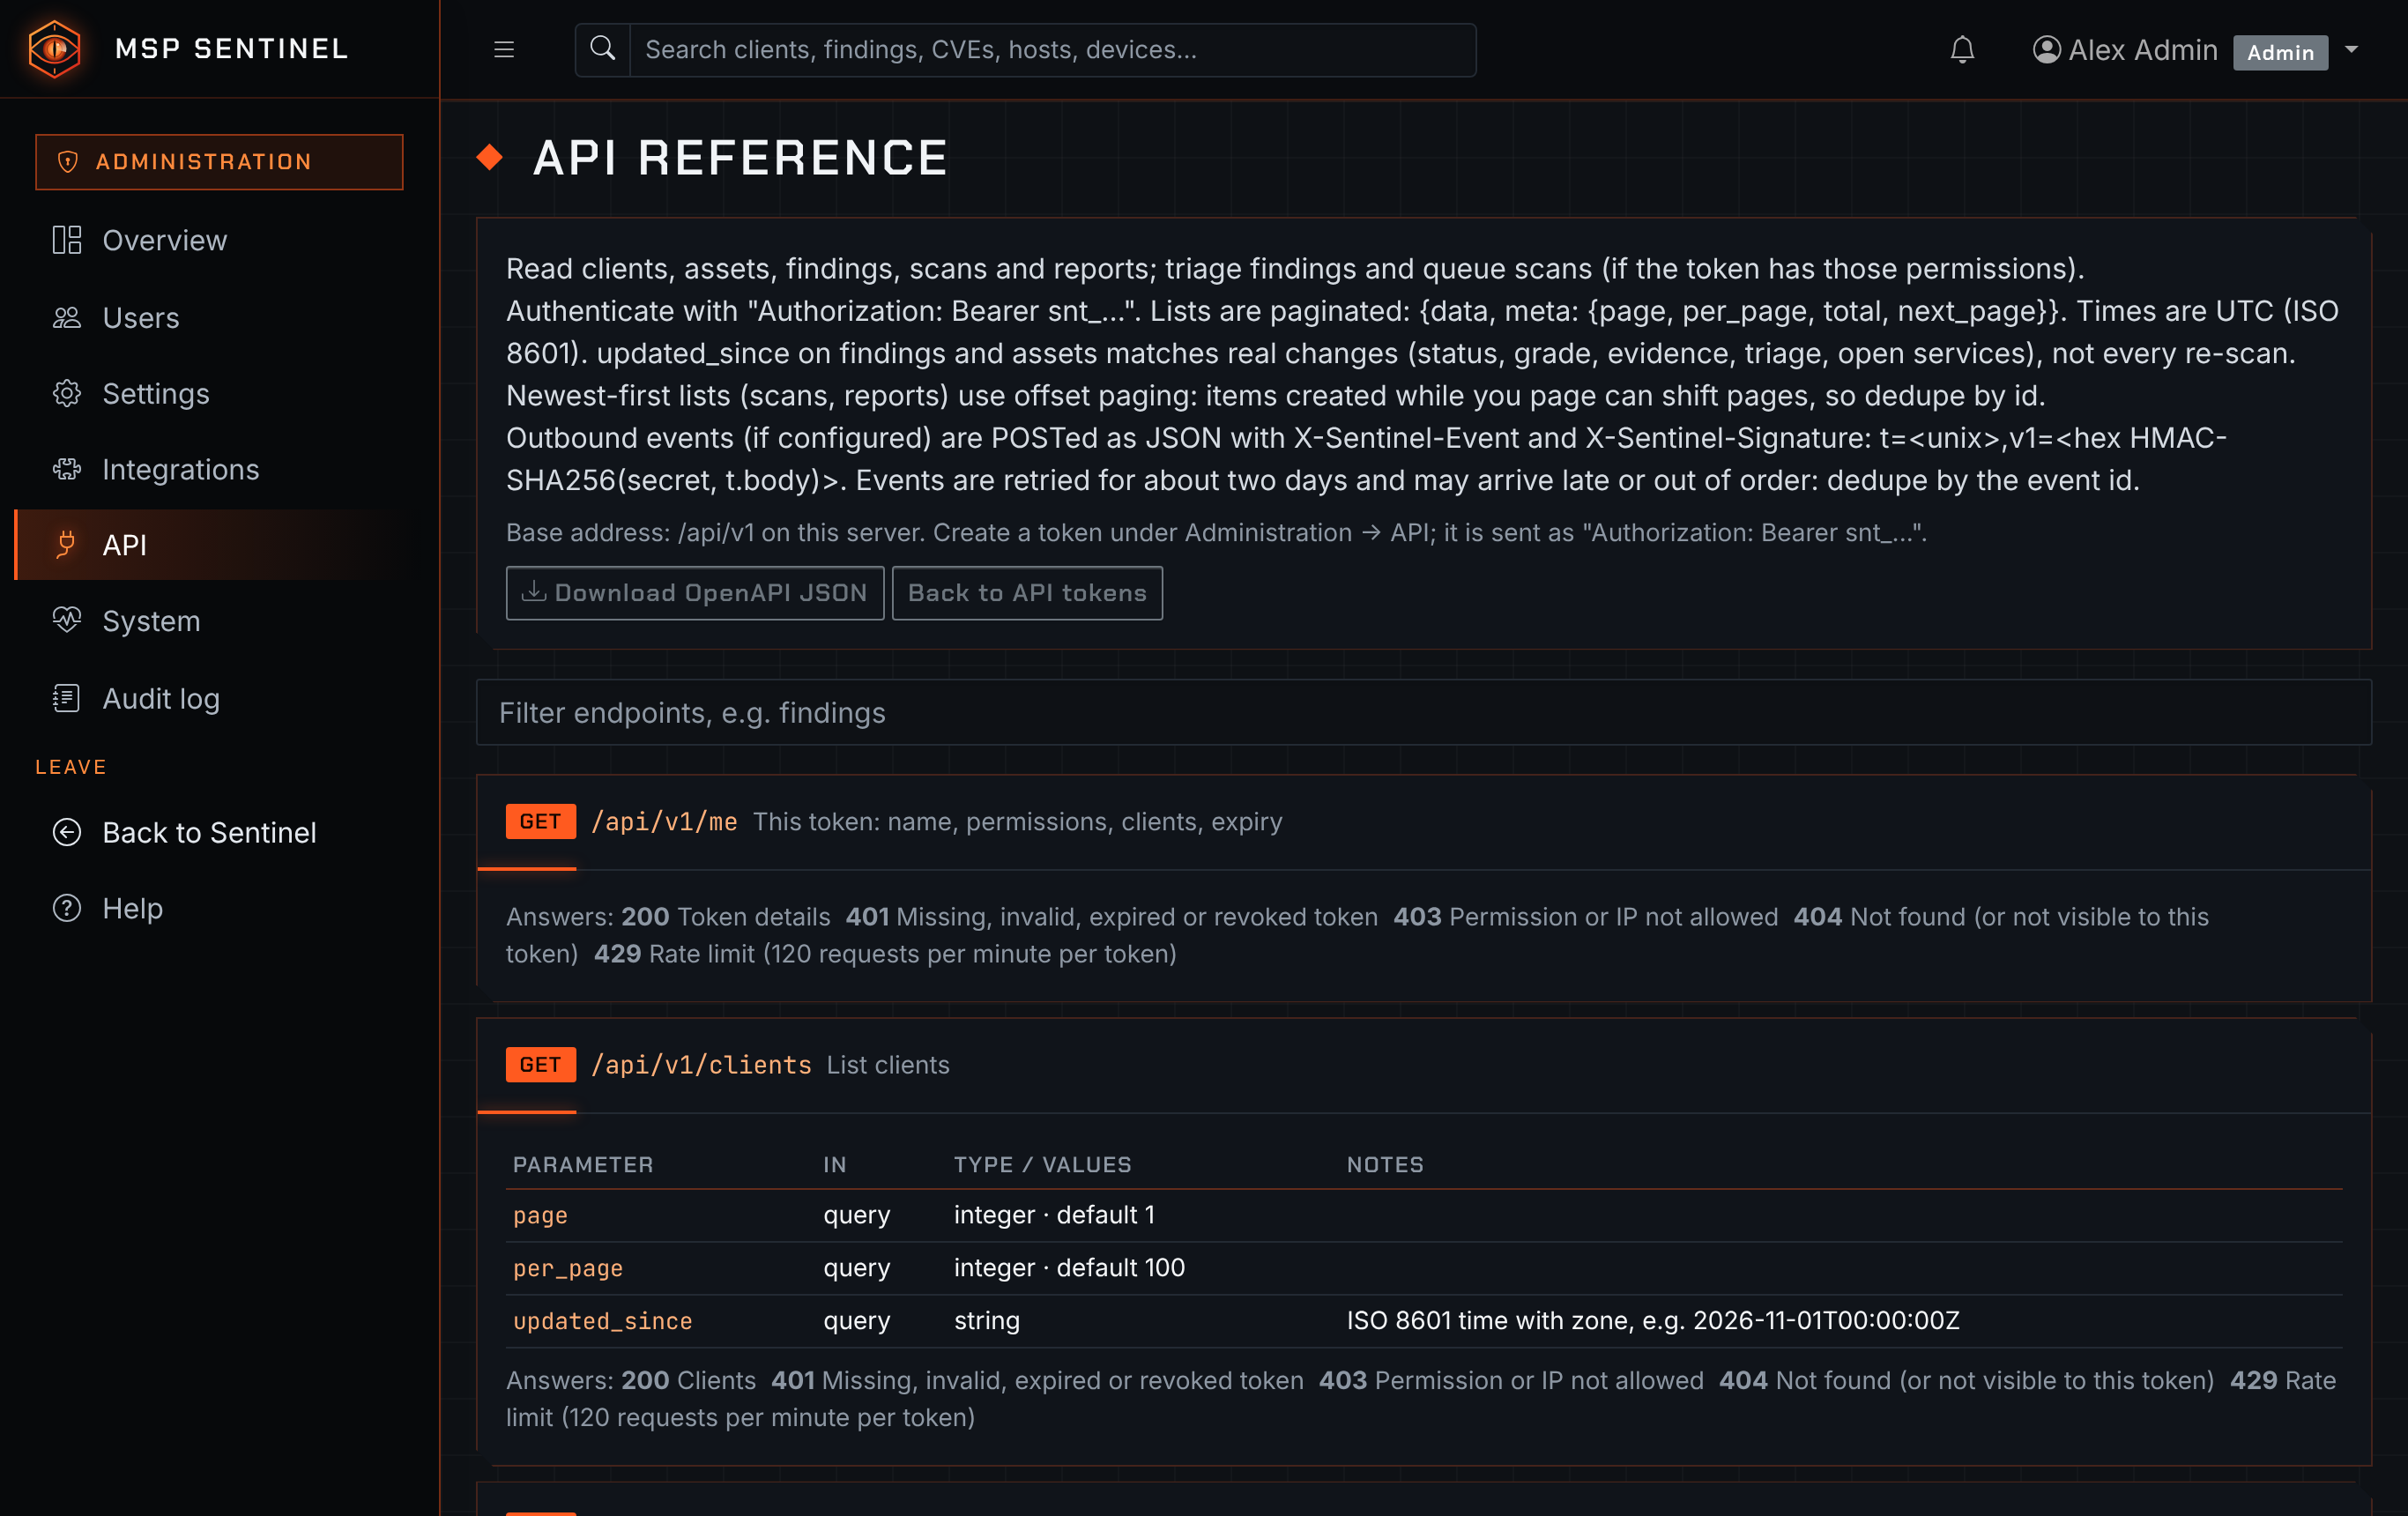 MSP SENTINEL
Search clients, findings, CVEs, hosts, devices...
Alex Admin Admin
ADMINISTRATION
Overview
Users
Settings
Integrations
API
System
Audit log
LEAVE
Back to Sentinel
Help
API REFERENCE
Read clients, assets, findings, scans and reports; triage findings and queue scans (if the token has those permissions).
Authenticate with "Authorization: Bearer snt_...". Lists are paginated: {data, meta: {page, per_page, total, next_page}}. Times are UTC (ISO
8601). updated_since on findings and assets matches real changes (status, grade, evidence, triage, open services), not every re-scan.
Newest-first lists (scans, reports) use offset paging: items created while you page can shift pages, so dedupe by id.
Outbound events (if configured) are POSTed as JSON with X-Sentinel-Event and X-Sentinel-Signature: t=<unix>,v1=<hex HMAC-
SHA256(secret, t.body)>. Events are retried for about two days and may arrive late or out of order: dedupe by the event id.
Base address: /api/v1 on this server. Create a token under Administration → API; it is sent as "Authorization: Bearer snt_...".
Download OpenAPI JSON
Back to API tokens
Filter endpoints, e.g. findings
GET /api/v1/me This token: name, permissions, clients, expiry
Answers: 200 Token details 401 Missing, invalid, expired or revoked token 403 Permission or IP not allowed 404 Not found (or not visible to this
token) 429 Rate limit (120 requests per minute per token)
GET /api/v1/clients List clients
PARAMETER IN TYPE / VALUES NOTES
page query integer · default 1
per_page query integer · default 100
updated_since query string ISO 8601 time with zone, e.g. 2026-11-01T00:00:00Z
Answers: 200 Clients 401 Missing, invalid, expired or revoked token 403 Permission or IP not allowed 404 Not found (or not visible to this token) 429 Rate
limit (120 requests per minute per token)